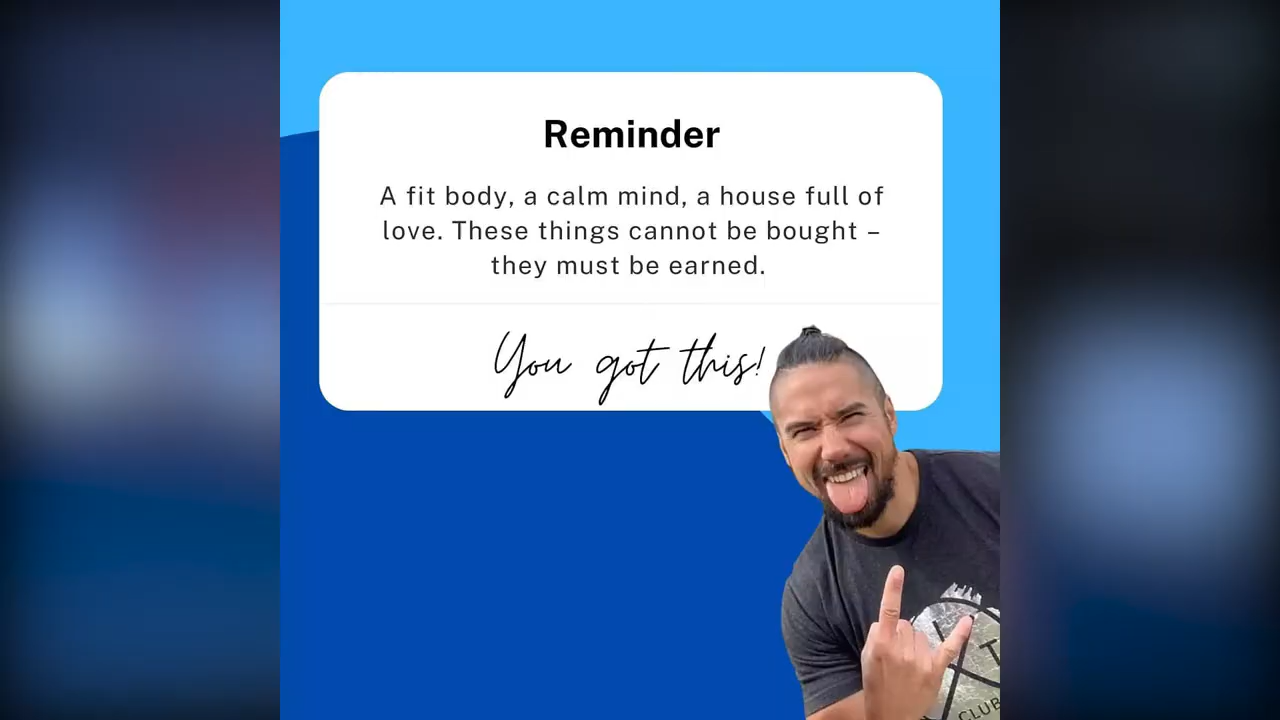 Reminder
A fit body, a calm mind, a house full of
love. These things cannot be bought –
they must be earned.
You got this!
CLUB